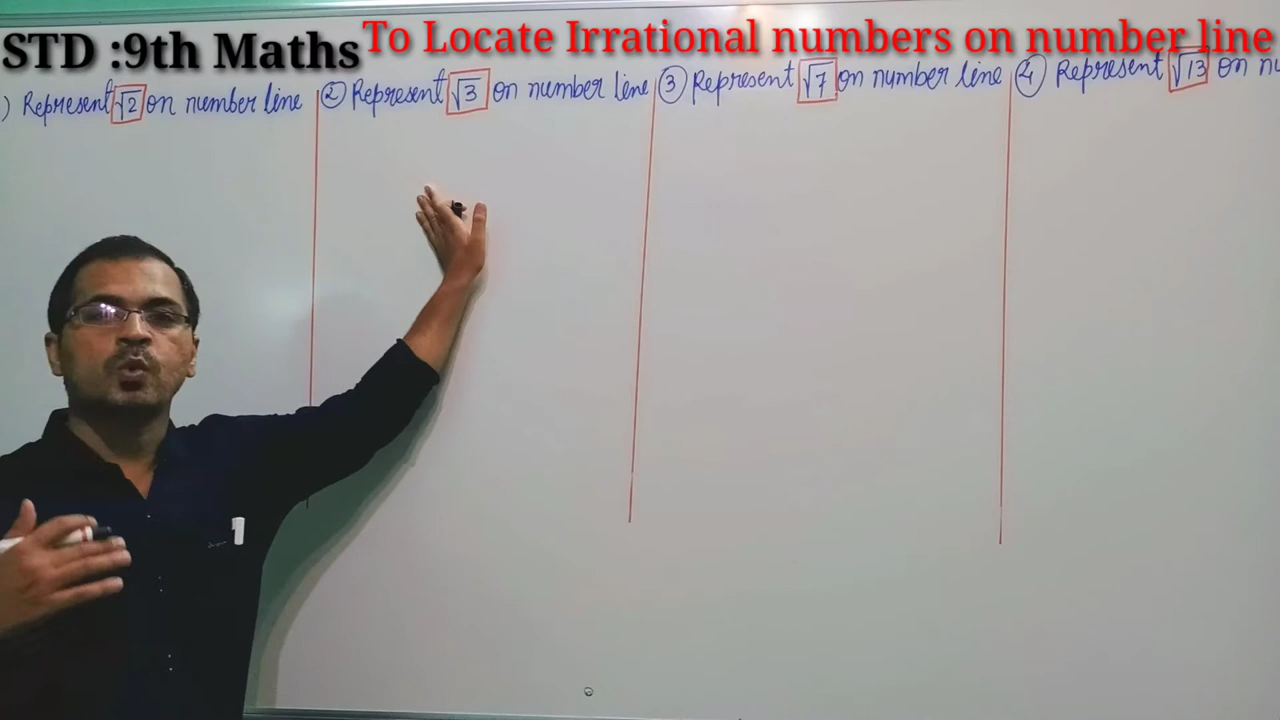 STD :9th Maths To Locate Irrational numbers on number line
) Represent √2 on number line
② Represent √3 on number line
③ Represent √7 on number line
④ Represent √13 on nu